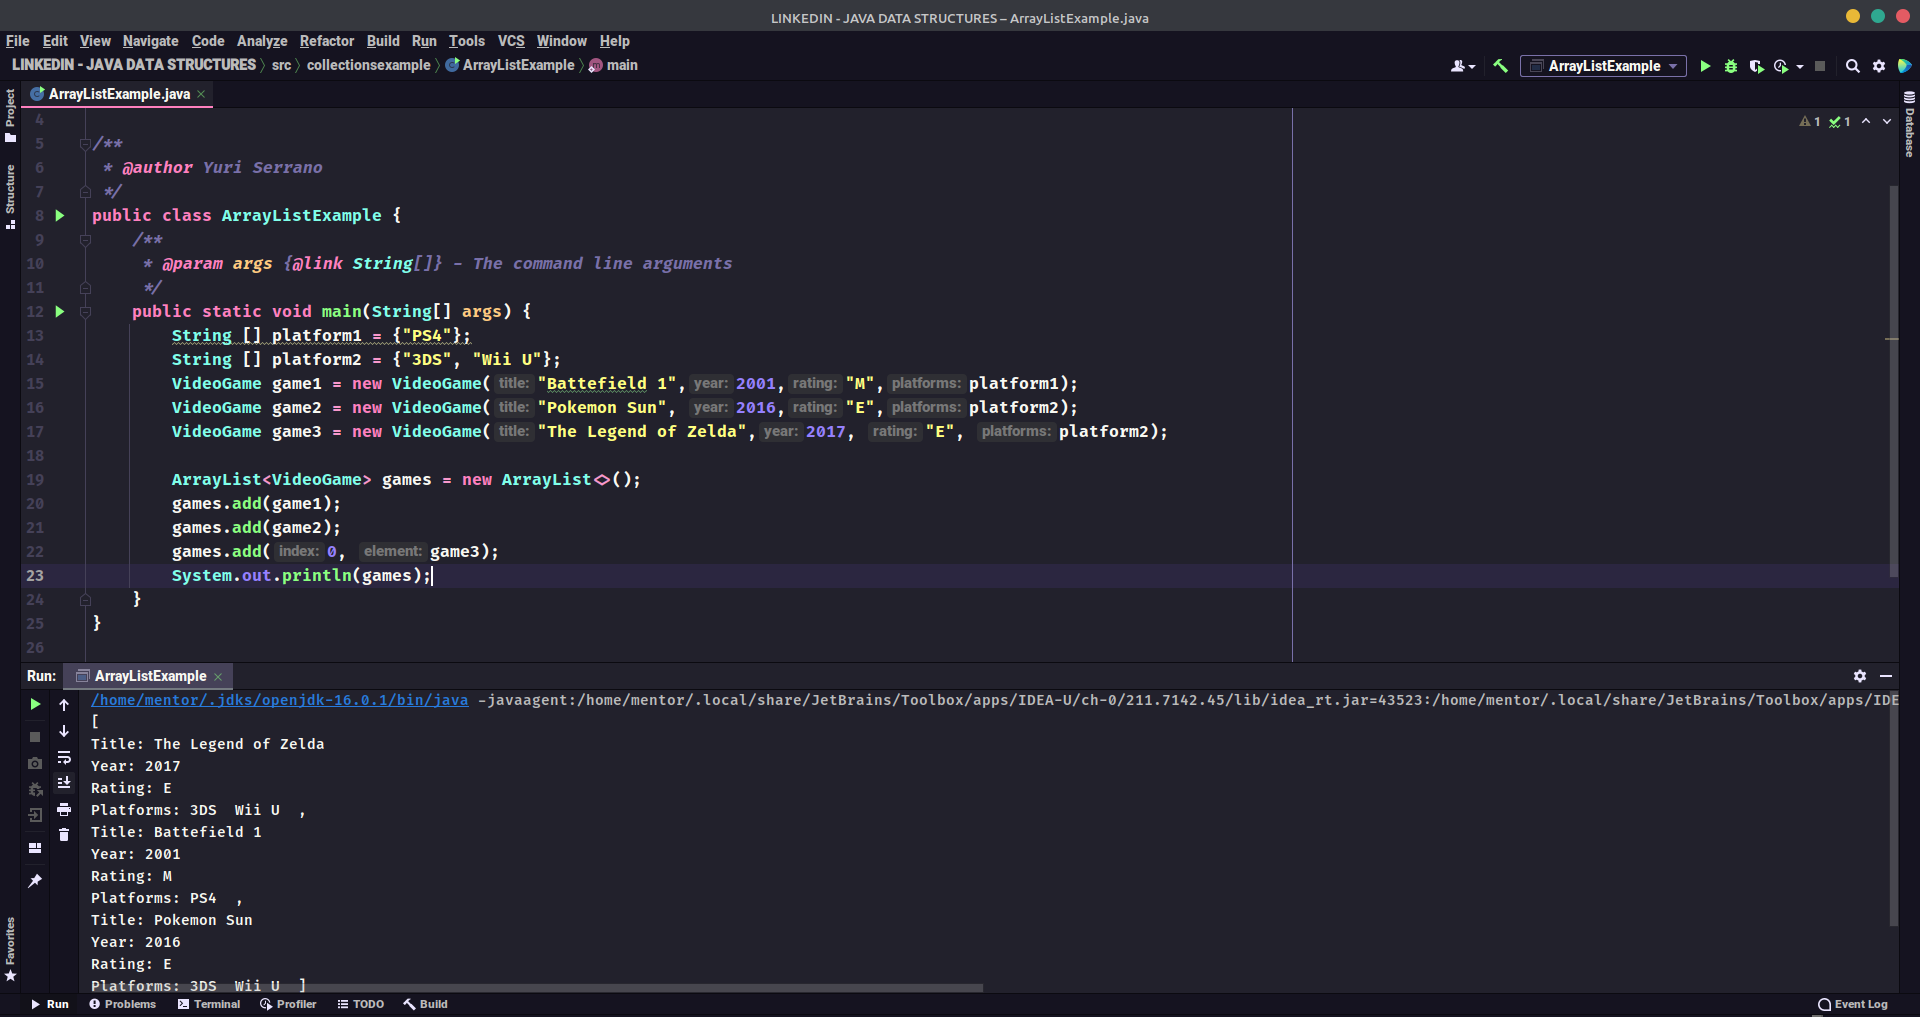 LINKEDIN - JAVA DATA STRUCTURES – ArrayListExample.java
File Edit View Navigate Code Analyze Refactor Build Run Tools VCS Window Help
LINKEDIN - JAVA DATA STRUCTURES src collectionsexample ArrayListExample main
ArrayListExample
ArrayListExample.java
Project
Structure
Favorites
Database
1 1
4
5 /**
6 * @author Yuri Serrano
7 */
8 public class ArrayListExample {
9 /**
10 * @param args {@link String[]} - The command line arguments
11 */
12 public static void main(String[] args) {
13 String [] platform1 = {"PS4"};
14 String [] platform2 = {"3DS", "Wii U"};
15 VideoGame game1 = new VideoGame( title: "Battefield 1", year: 2001, rating: "M", platforms: platform1);
16 VideoGame game2 = new VideoGame( title: "Pokemon Sun", year: 2016, rating: "E", platforms: platform2);
17 VideoGame game3 = new VideoGame( title: "The Legend of Zelda", year: 2017, rating: "E", platforms: platform2);
18
19 ArrayList<VideoGame> games = new ArrayList<>();
20 games.add(game1);
21 games.add(game2);
22 games.add( index: 0, element: game3);
23 System.out.println(games);
24 }
25 }
26
Run: ArrayListExample
/home/mentor/.jdks/openjdk-16.0.1/bin/java -javaagent:/home/mentor/.local/share/JetBrains/Toolbox/apps/IDEA-U/ch-0/211.7142.45/lib/idea_rt.jar=43523:/home/mentor/.local/share/JetBrains/Toolbox/apps/IDE
[
Title: The Legend of Zelda
Year: 2017
Rating: E
Platforms: 3DS  Wii U  ,
Title: Battefield 1
Year: 2001
Rating: M
Platforms: PS4  ,
Title: Pokemon Sun
Year: 2016
Rating: E
Platforms: 3DS  Wii U  ]
Run Problems Terminal Profiler TODO Build Event Log